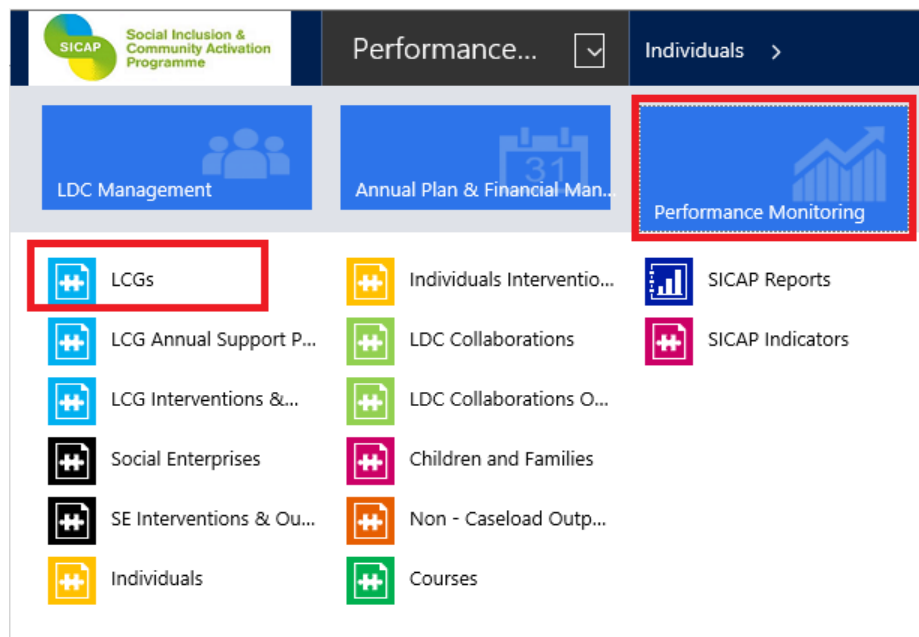 SICAP
Social Inclusion &
Community Activation
Programme
Performance...
Individuals >
LDC Management
31
Annual Plan & Financial Man...
Performance Monitoring
LCGs
Individuals Interventio...
SICAP Reports
LCG Annual Support P...
LDC Collaborations
SICAP Indicators
LCG Interventions &...
LDC Collaborations O...
Social Enterprises
Children and Families
SE Interventions & Ou...
Non - Caseload Outp...
Individuals
Courses